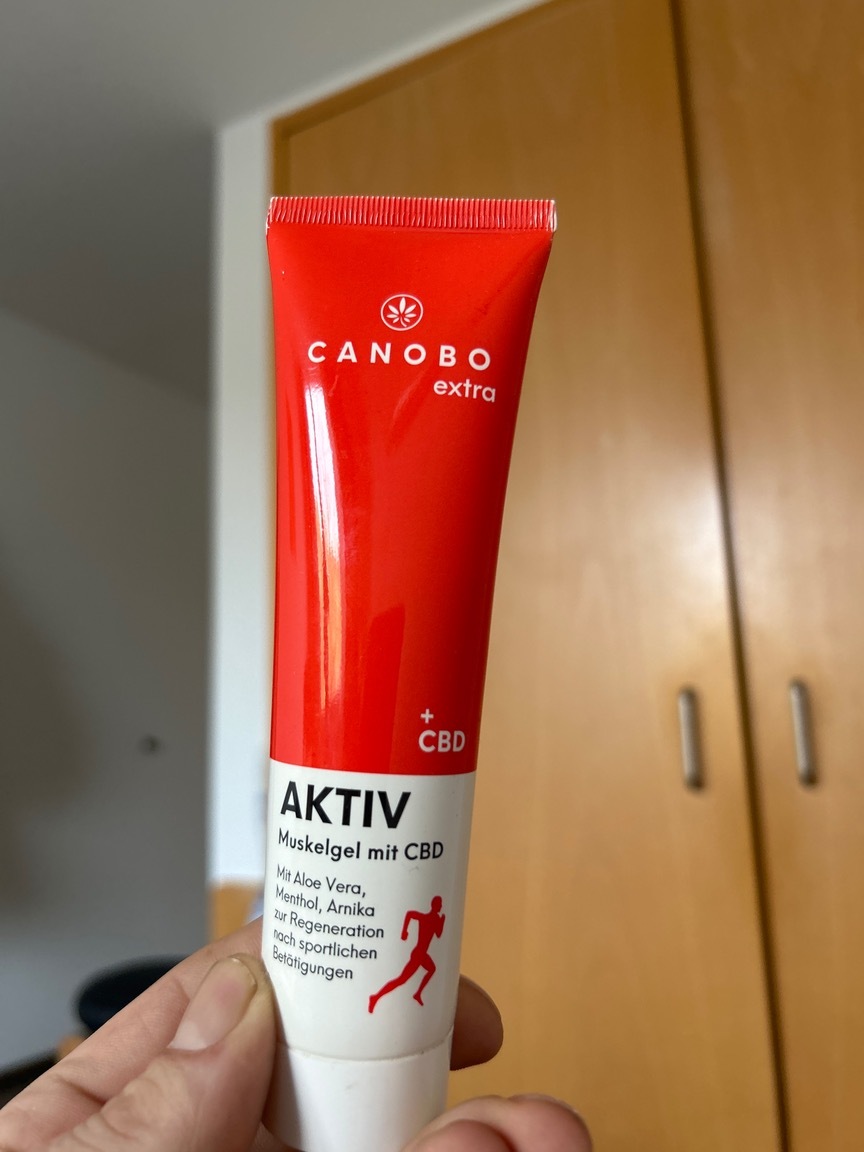 CANOBO
extra
+
CBD
AKTIV
Muskelgel mit CBD
Mit Aloe Vera,
Menthol, Arnika
zur Regeneration
nach sportlichen
Betätigungen